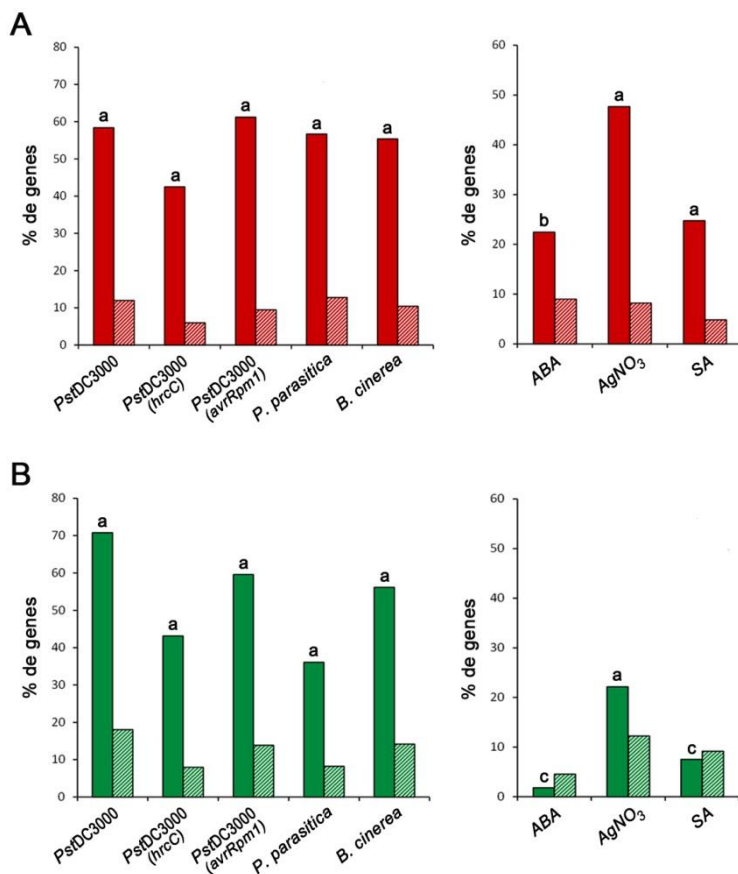 A
% de genes
80
70
60
50
40
30
20
10
0
a a a a a
PstDC3000
PstDC3000
(hrcC)
PstDC3000
(avrRpm1)
P. parasitica
B. cinerea
% de genes
60
50
40
30
20
10
0
b a a
ABA
AgNO₃
SA
B
% de genes
80
70
60
50
40
30
20
10
0
a a a a a
PstDC3000
PstDC3000
(hrcC)
PstDC3000
(avrRpm1)
P. parasitica
B. cinerea
% de genes
60
50
40
30
20
10
0
c a c
ABA
AgNO₃
SA